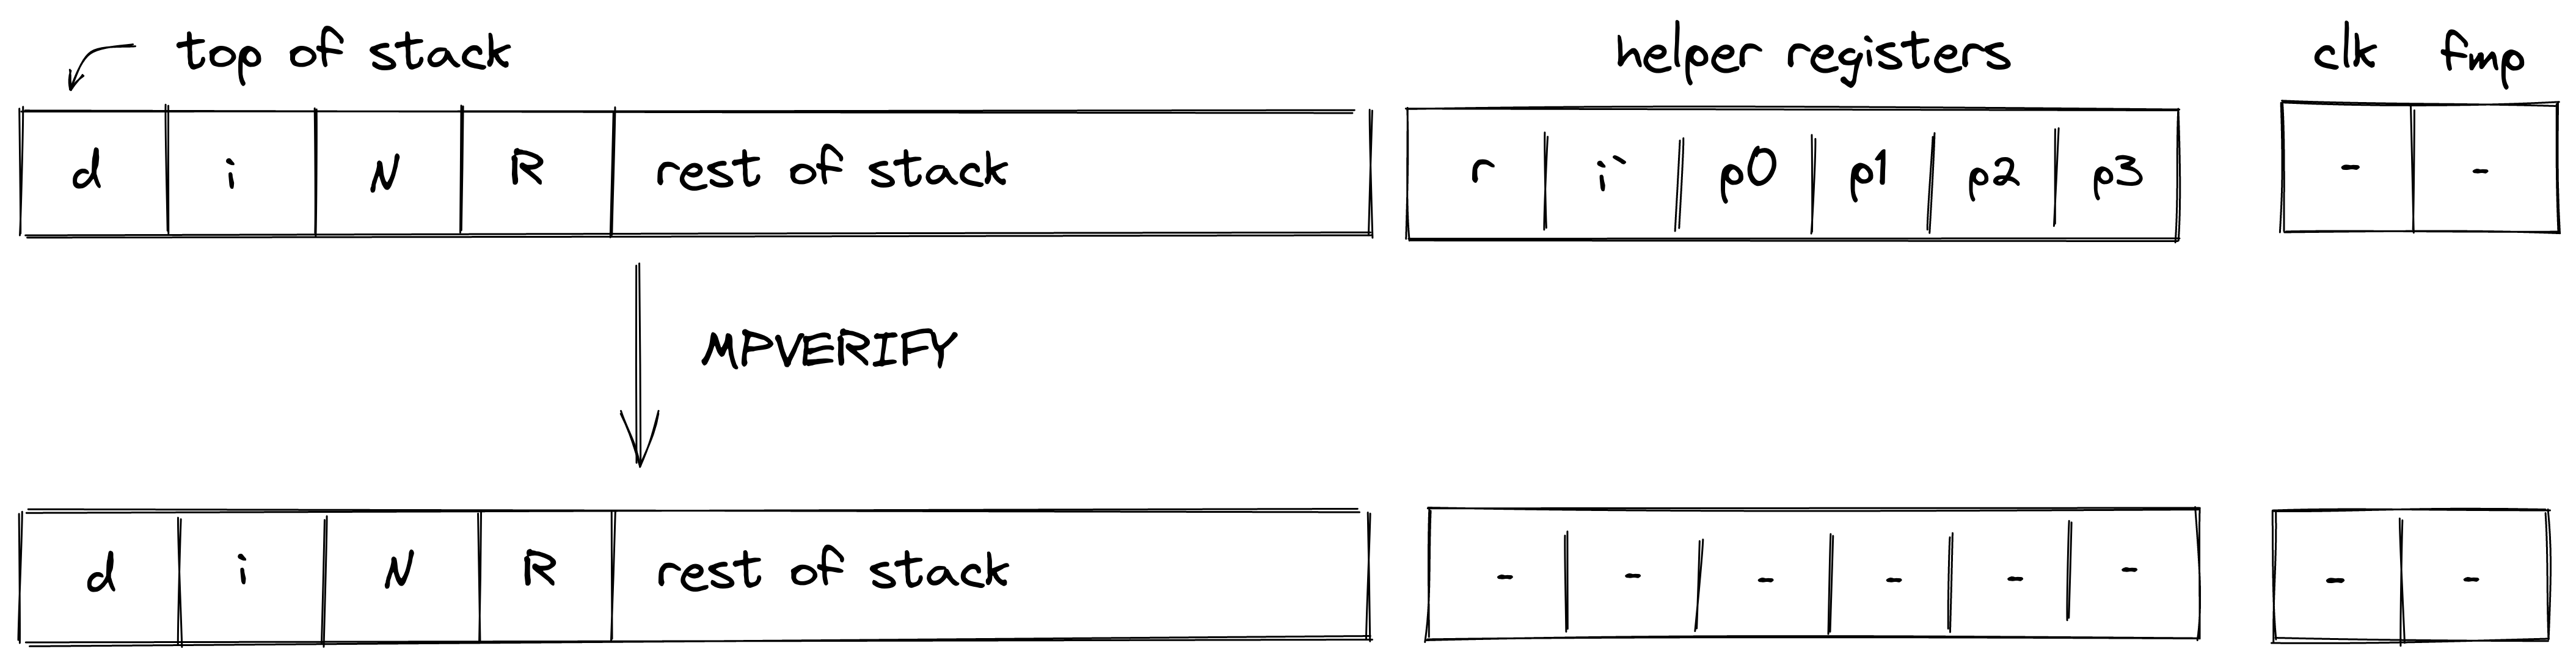 top of stack helper registers clk fmp
d i N R rest of stack r i` p0 p1 p2 p3 - -
MPVERIFY
d i N R rest of stack - - - - - - - -